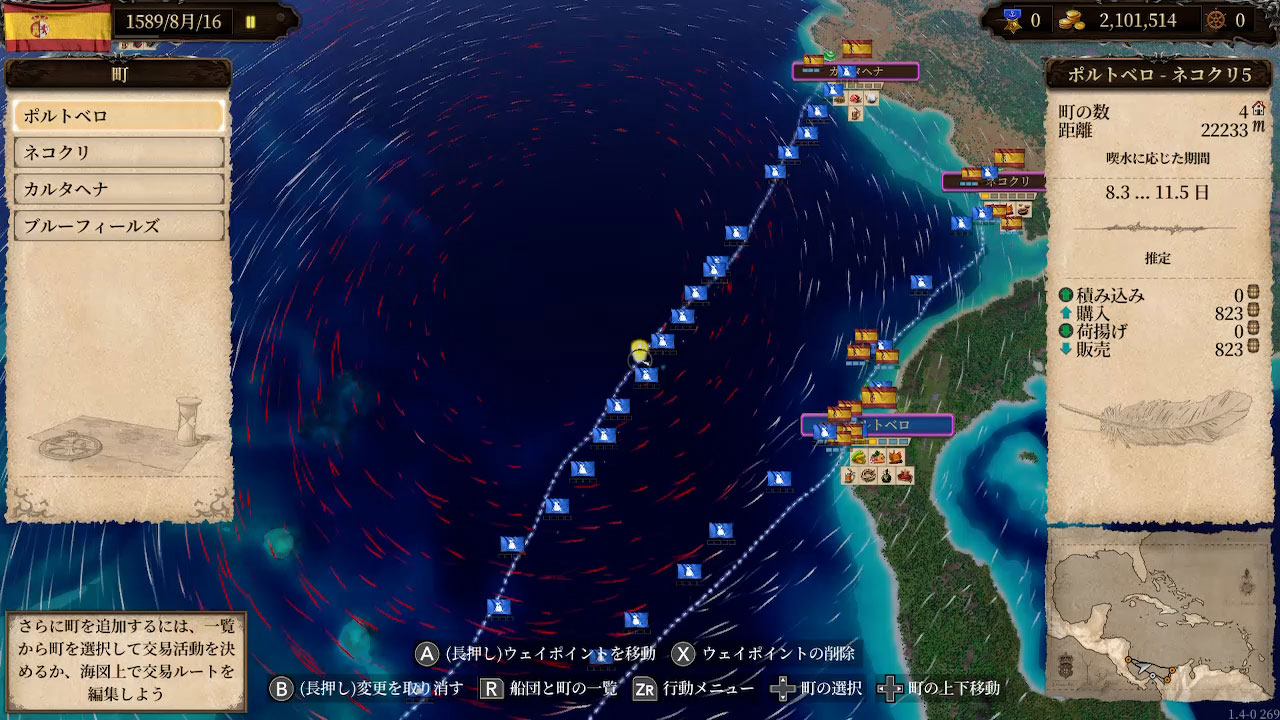 1589/8月/16
0
2,101,514
0
町
ポルトベロ
ネコクリ
カルタヘナ
ブルーフィールズ
さらに町を追加するには、一覧
から町を選択して交易活動を決
めるか、海図上で交易ルートを
編集しよう
ネコクリ
ポルトベロ - ネコクリ5
町の数 4
距離 22233m
喫水に応じた期間
8.3 ... 11.5 日
推定
積み込み 0
購入 823
荷揚げ 0
販売 823
A (長押し)ウェイポイントを移動 X ウェイポイントの削除
B (長押し)変更を取り消す R 船団と町の一覧 ZR 行動メニュー 町の選択 町の上下移動
1.4-0 269